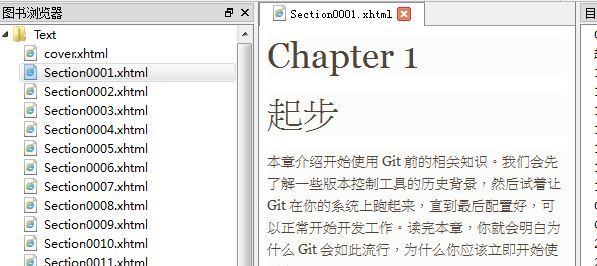 图书浏览器
Text
cover.xhtml
Section0001.xhtml
Section0002.xhtml
Section0003.xhtml
Section0004.xhtml
Section0005.xhtml
Section0006.xhtml
Section0007.xhtml
Section0008.xhtml
Section0009.xhtml
Section0010.xhtml
Section0011.xhtml
Section0001.xhtml
Chapter 1
起步
本章介绍开始使用 Git 前的相关知识。我们会先
了解一些版本控制工具的历史背景，然后试着让
Git 在你的系统上跑起来，直到最后配置好，可
以正常开始开发工作。读完本章，你就会明白为
什么 Git 会如此流行，为什么你应该立即开始使
目